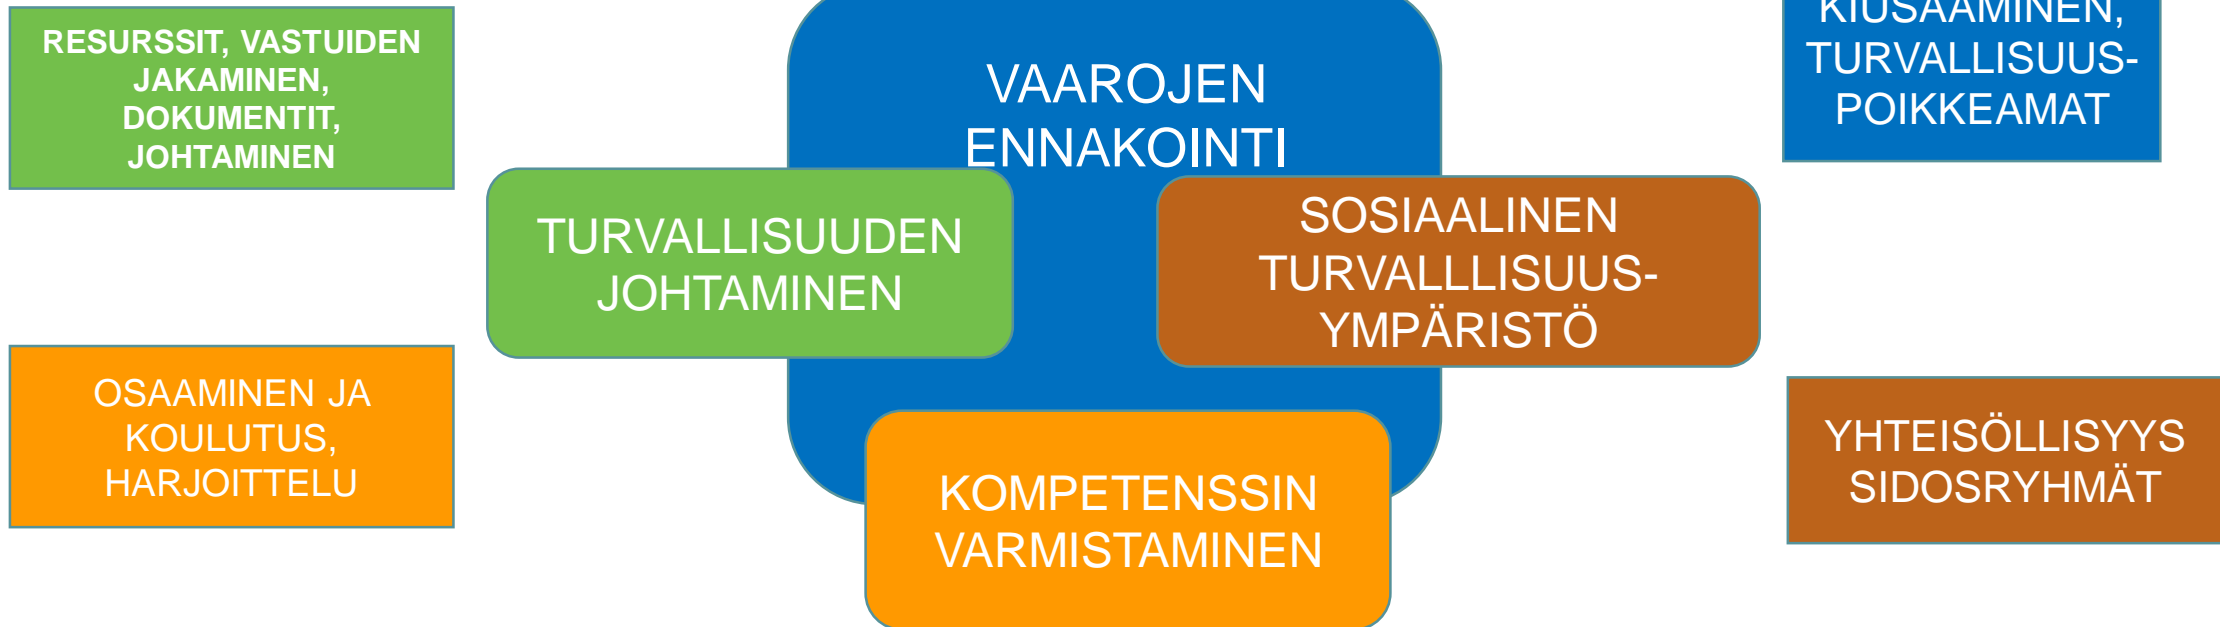 RESURSSIT, VASTUIDEN
JAKAMINEN,
DOKUMENTIT,
JOHTAMINEN
VAAROJEN
ENNAKOINTI
KIUSAAMINEN,
TURVALLISUUS-
POIKKEAMAT
TURVALLISUUDEN
JOHTAMINEN
SOSIAALINEN
TURVALLLISUUS-
YMPÄRISTÖ
OSAAMINEN JA
KOULUTUS,
HARJOITTELU
KOMPETENSSIN
VARMISTAMINEN
YHTEISÖLLISYYS
SIDOSRYHMÄT